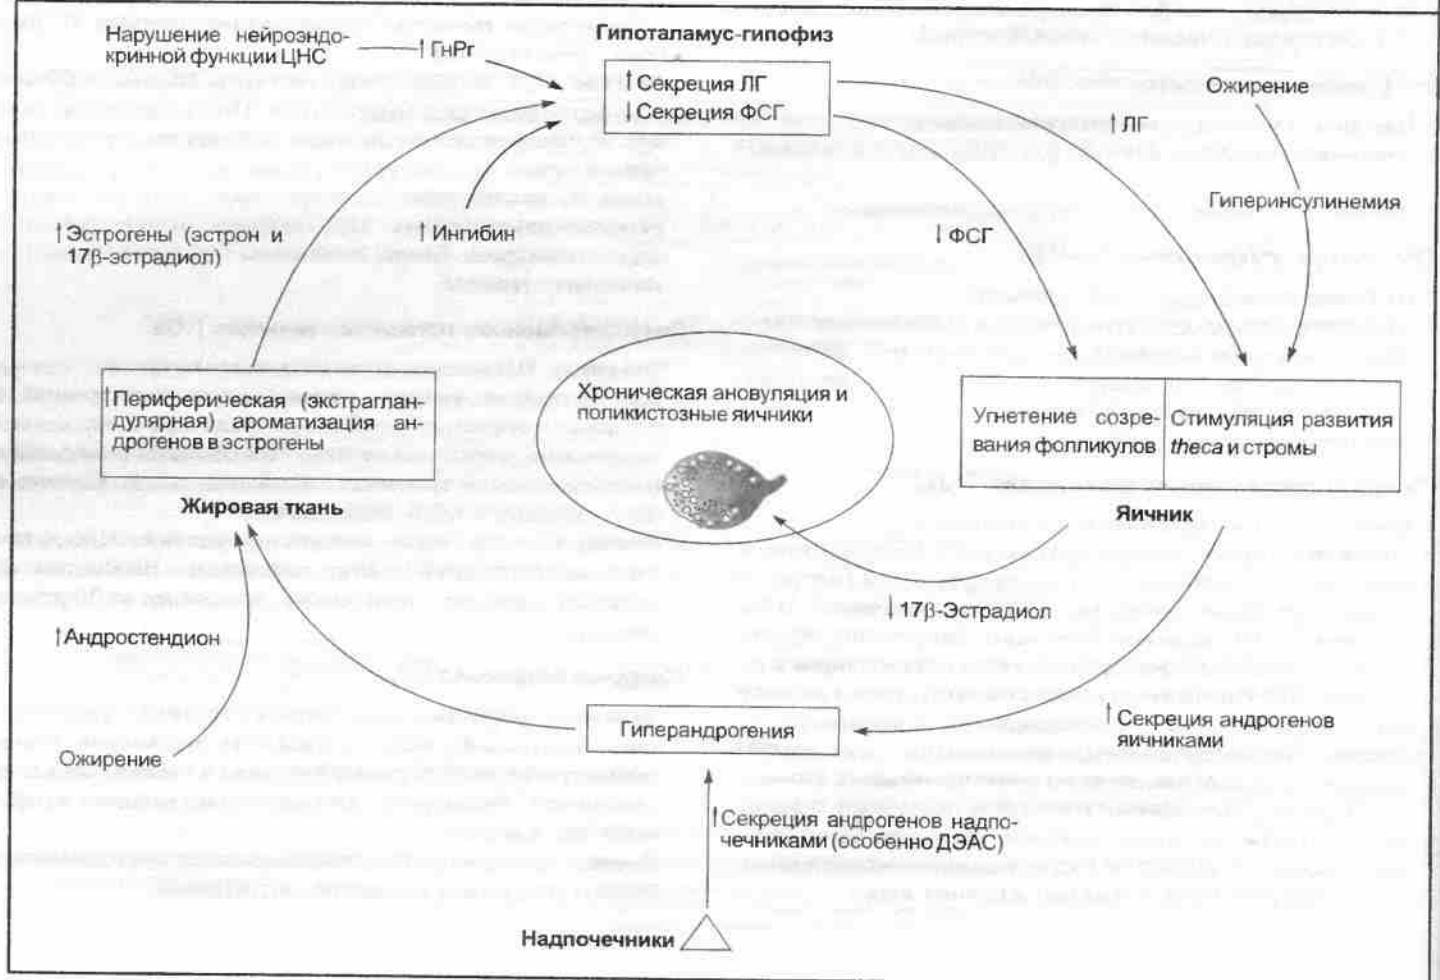 Нарушение нейроэндо-
кринной функции ЦНС
↑ ГнРг
Гипоталамус-гипофиз
↑ Секреция ЛГ
↓ Секреция ФСГ
Ожирение
↑ ЛГ
Гиперинсулинемия
↑ Эстрогены (эстрон и
17β-эстрадиол)
↑ Ингибин
↓ ФСГ
↑ Периферическая (экстраглан-
дулярная) ароматизация ан-
дрогенов в эстрогены
Жировая ткань
Хроническая ановуляция и
поликистозные яичники
Угнетение созре-
вания фолликулов
Стимуляция развития
theca и стромы
Яичник
↓ 17β-Эстрадиол
↑ Андростендион
Ожирение
Гиперандрогения
↑ Секреция андрогенов
яичниками
↑ Секреция андрогенов надпо-
чечниками (особенно ДЭАС)
Надпочечники